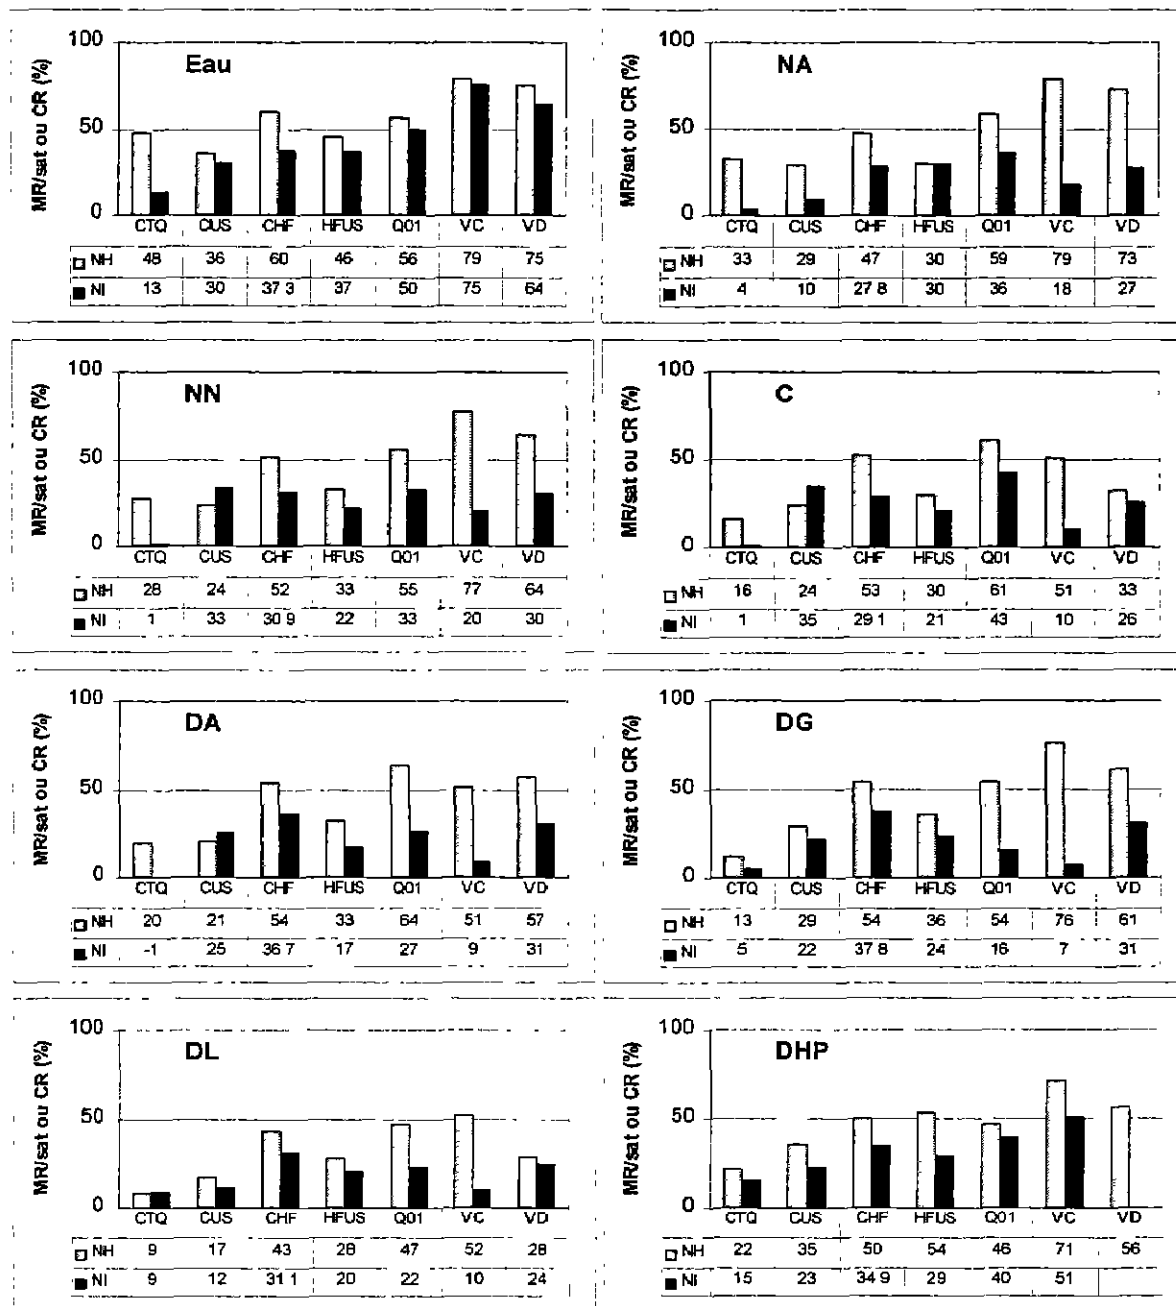 MR/sat ou CR (%)
Eau
100
50
0
CTQ CUS CHF HFUS Q01 VC VD
NH 48 36 60 46 56 79 75
NI 13 30 37 3 37 50 75 64
MR/sat ou CR (%)
NA
100
50
0
CTQ CUS CHF HFUS Q01 VC VD
NH 33 29 47 30 59 79 73
NI 4 10 27 8 30 36 18 27
MR/sat ou CR (%)
NN
100
50
0
CTQ CUS CHF HFUS Q01 VC VD
NH 28 24 52 33 55 77 64
NI 1 33 30 9 22 33 20 30
MR/sat ou CR (%)
C
100
50
0
CTQ CUS CHF HFUS Q01 VC VD
NH 16 24 53 30 61 51 33
NI 1 35 29 1 21 43 10 26
MR/sat ou CR (%)
DA
100
50
0
CTQ CUS CHF HFUS Q01 VC VD
NH 20 21 54 33 64 51 57
NI -1 25 36 7 17 27 9 31
MR/sat ou CR (%)
DG
100
50
0
CTQ CUS CHF HFUS Q01 VC VD
NH 13 29 54 36 54 76 61
NI 5 22 37 8 24 16 7 31
MR/sat ou CR (%)
DL
100
50
0
CTQ CUS CHF HFUS Q01 VC VD
NH 9 17 43 28 47 52 28
NI 9 12 31 1 20 22 10 24
MR/sat ou CR (%)
DHP
100
50
0
CTQ CUS CHF HFUS Q01 VC VD
NH 22 35 50 54 46 71 56
NI 15 23 34 9 29 40 51